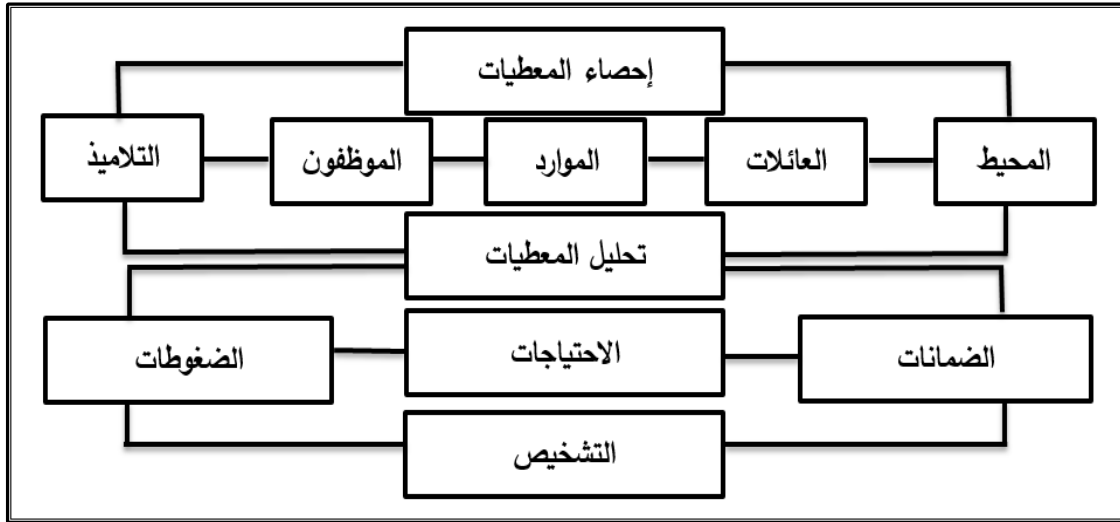 إحصاء المعطيات
المحيط
العائلات
الموارد
الموظفون
التلاميذ
تحليل المعطيات
الضمانات
الاحتياجات
الضغوطات
التشخيص